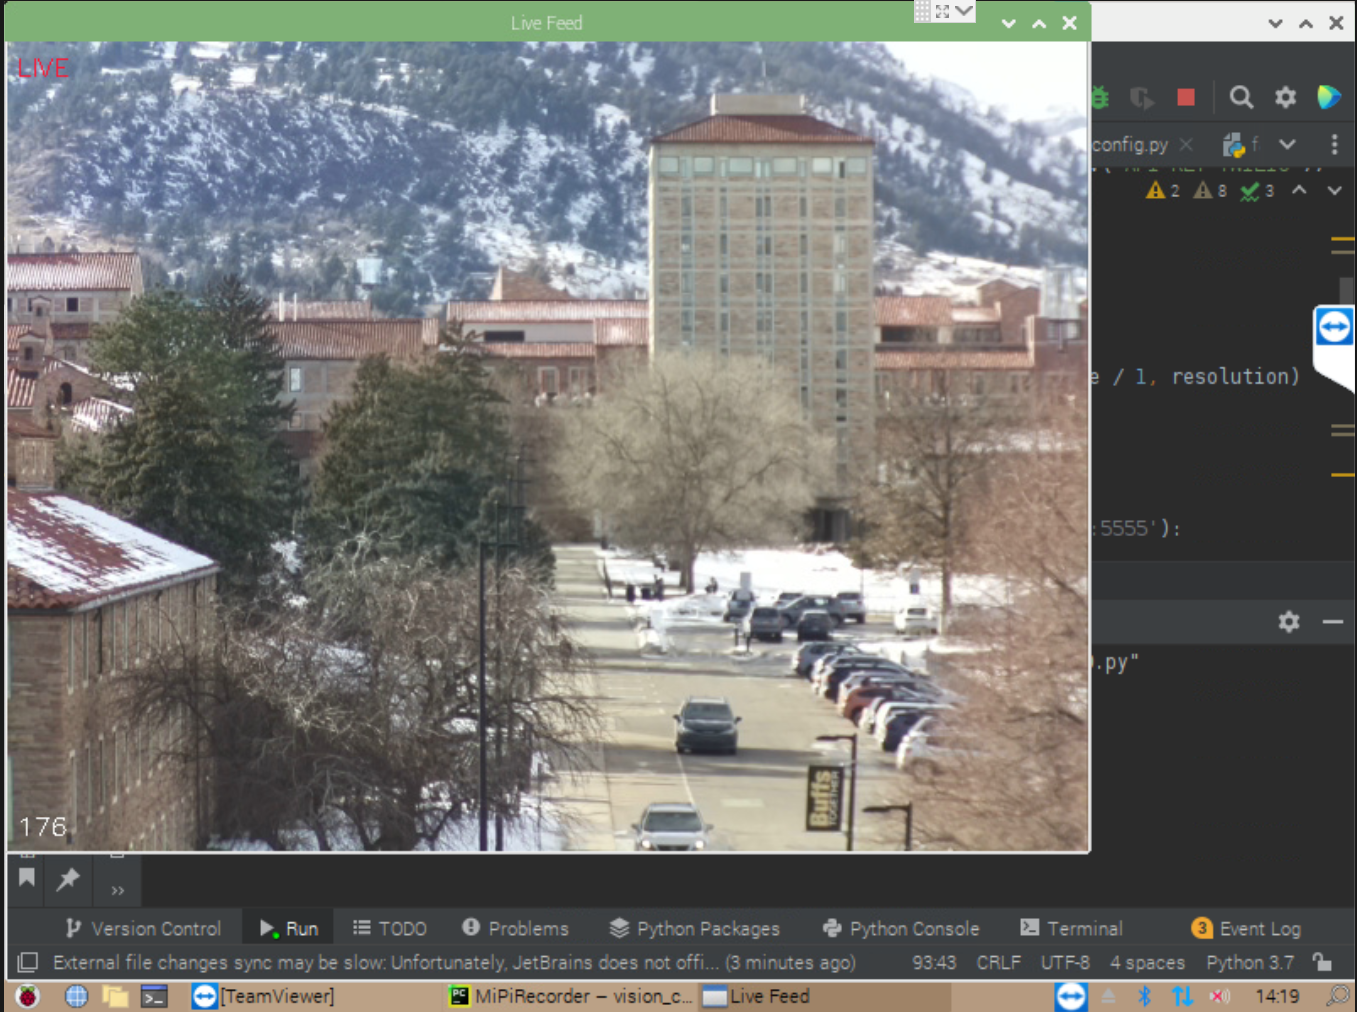 Live Feed
LIVE
config.py
2 8 3
e / 1, resolution)
:5555'):
.py"
Buffs
TOGETHER
176
Version Control Run TODO Problems Python Packages Python Console Terminal 3 Event Log
External file changes sync may be slow: Unfortunately, JetBrains does not offi... (3 minutes ago) 93:43 CRLF UTF-8 4 spaces Python 3.7
[TeamViewer] PC MiPiRecorder – vision_c... Live Feed 14:19